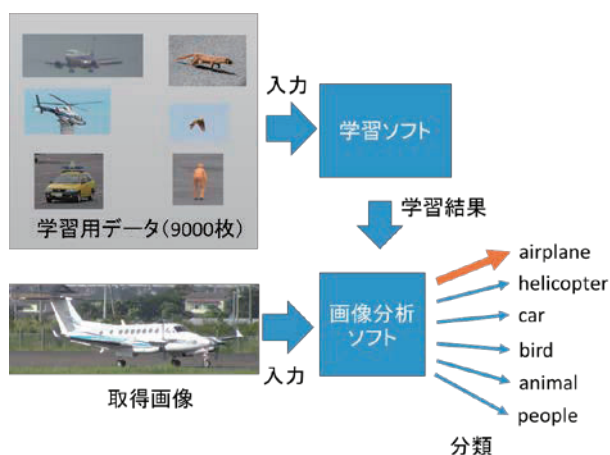 入力
学習ソフト
学習用データ(9000枚)
学習結果
airplane
helicopter
car
bird
animal
people
画像分析
ソフト
入力
取得画像
分類